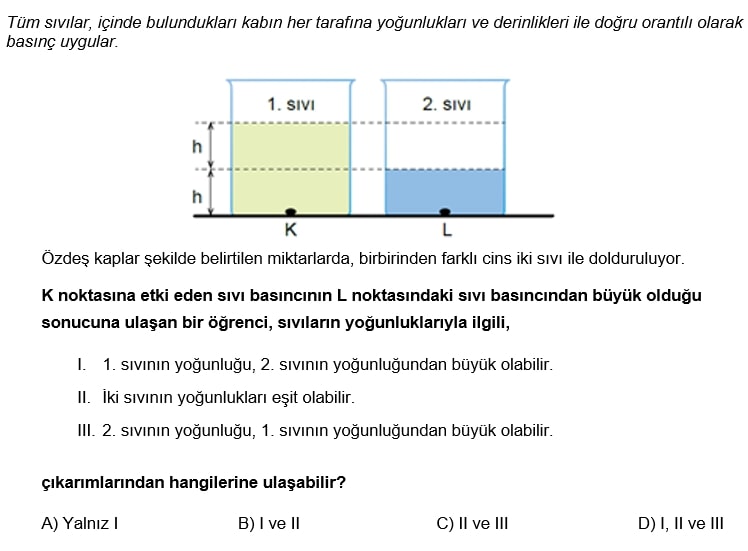 Tüm sıvılar, içinde bulundukları kabın her tarafına yoğunlukları ve derinlikleri ile doğru orantılı olarak
basınç uygular.
1. sıvı
2. sıvı
h
h
K
L
Özdeş kaplar şekilde belirtilen miktarlarda, birbirinden farklı cins iki sıvı ile dolduruluyor.
K noktasına etki eden sıvı basıncının L noktasındaki sıvı basıncından büyük olduğu
sonucuna ulaşan bir öğrenci, sıvıların yoğunluklarıyla ilgili,
I. 1. sıvının yoğunluğu, 2. sıvının yoğunluğundan büyük olabilir.
II. İki sıvının yoğunlukları eşit olabilir.
III. 2. sıvının yoğunluğu, 1. sıvının yoğunluğundan büyük olabilir.
çıkarımlarından hangilerine ulaşabilir?
A) Yalnız I B) I ve II C) II ve III D) I, II ve III